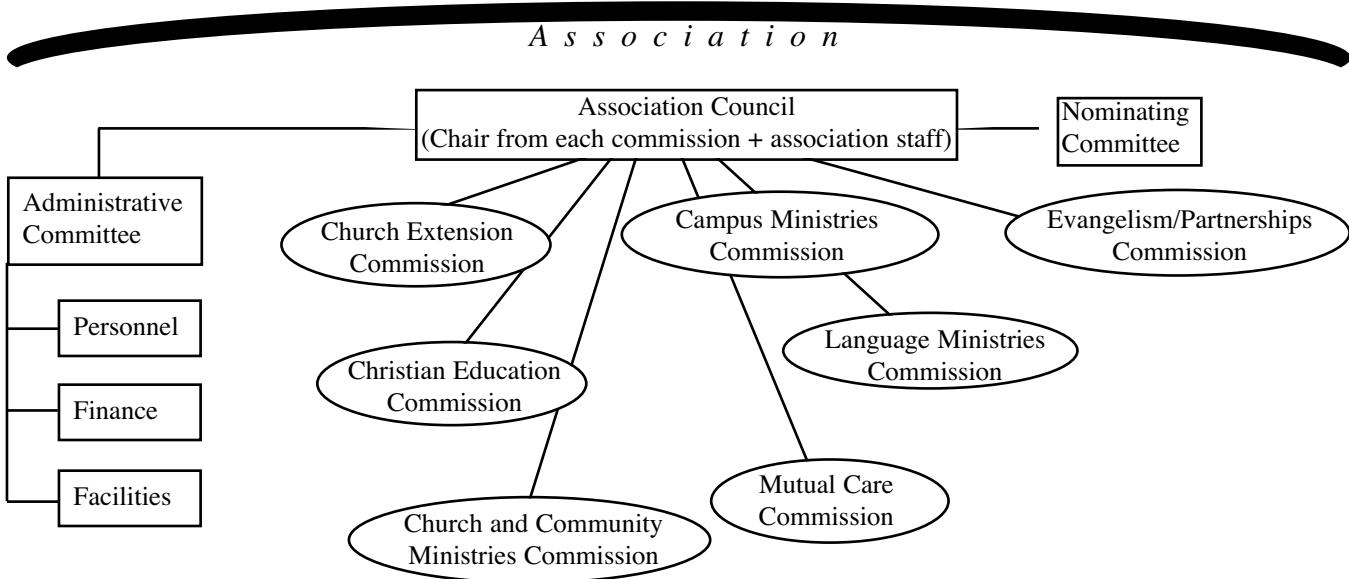 Association
Association Council
(Chair from each commission + association staff)
Nominating
Committee
Administrative
Committee
Church Extension
Commission
Campus Ministries
Commission
Evangelism/Partnerships
Commission
Personnel
Language Ministries
Commission
Christian Education
Commission
Finance
Facilities
Mutual Care
Commission
Church and Community
Ministries Commission